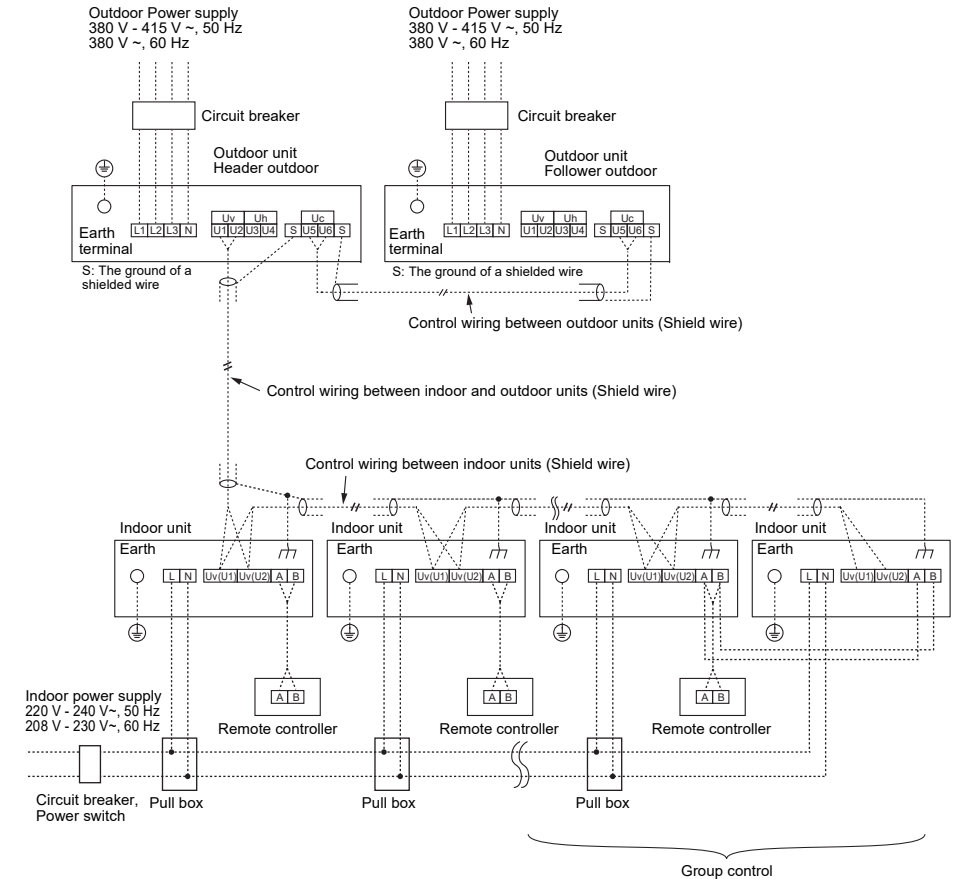 Outdoor Power supply
380 V - 415 V ~, 50 Hz
380 V ~, 60 Hz
Outdoor Power supply
380 V - 415 V ~, 50 Hz
380 V ~, 60 Hz
Circuit breaker
Circuit breaker
Outdoor unit
Header outdoor
Outdoor unit
Follower outdoor
Earth
terminal
L1 L2 L3 N
Uv Uh
U1 U2 U3 U4
Uc
S U5 U6 S
Earth
terminal
L1 L2 L3 N
Uv Uh
U1 U2 U3 U4
Uc
S U5 U6 S
S: The ground of a
shielded wire
S: The ground of a shielded wire
Control wiring between outdoor units (Shield wire)
Control wiring between indoor and outdoor units (Shield wire)
Control wiring between indoor units (Shield wire)
Indoor unit
Indoor unit
Indoor unit
Indoor unit
Earth
Earth
Earth
Earth
L N Uv(U1) Uv(U2) A B
L N Uv(U1) Uv(U2) A B
L N Uv(U1) Uv(U2) A B
L N Uv(U1) Uv(U2) A B
A B
A B
A B
Remote controller
Remote controller
Remote controller
Indoor power supply
220 V - 240 V~, 50 Hz
208 V - 230 V~, 60 Hz
Circuit breaker,
Power switch
Pull box
Pull box
Pull box
Group control